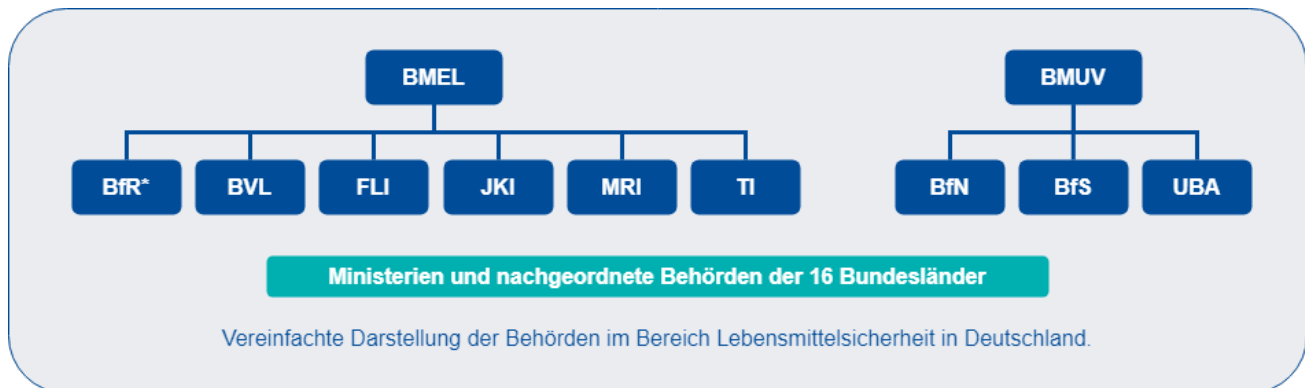 BMEL
BMUV
BfR*
BVL
FLI
JKI
MRI
TI
BfN
BfS
UBA
Ministerien und nachgeordnete Behörden der 16 Bundesländer
Vereinfachte Darstellung der Behörden im Bereich Lebensmittelsicherheit in Deutschland.